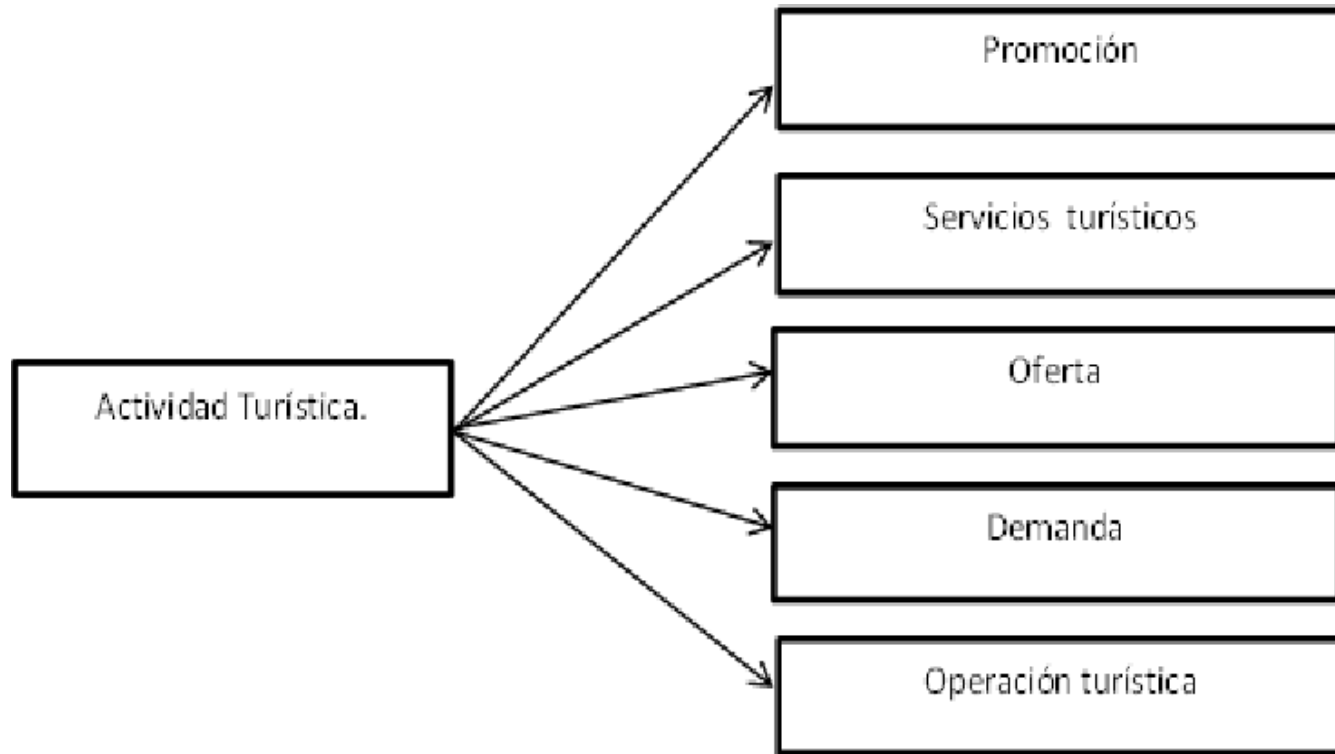 Promoción
Servicios turísticos
Oferta
Actividad Turística.
Demanda
Operación turística